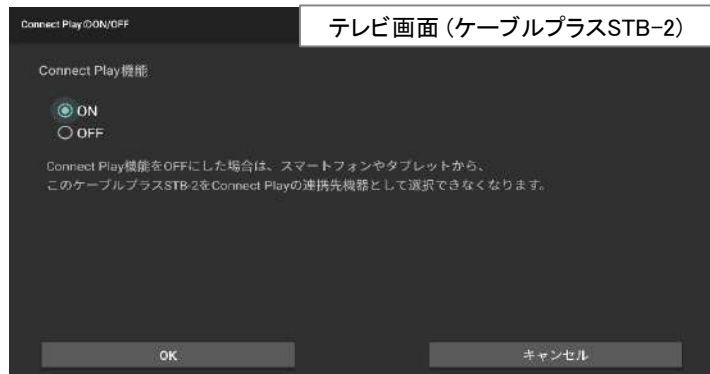 Connect PlayのON/OFF
テレビ画面（ケーブルプラスSTB-2）
Connect Play機能
ON
OFF
Connect Play機能をOFFにした場合は、スマートフォンやタブレットから、
このケーブルプラスSTB-2をConnect Playの連携先機器として選択できなくなります。
OK
キャンセル